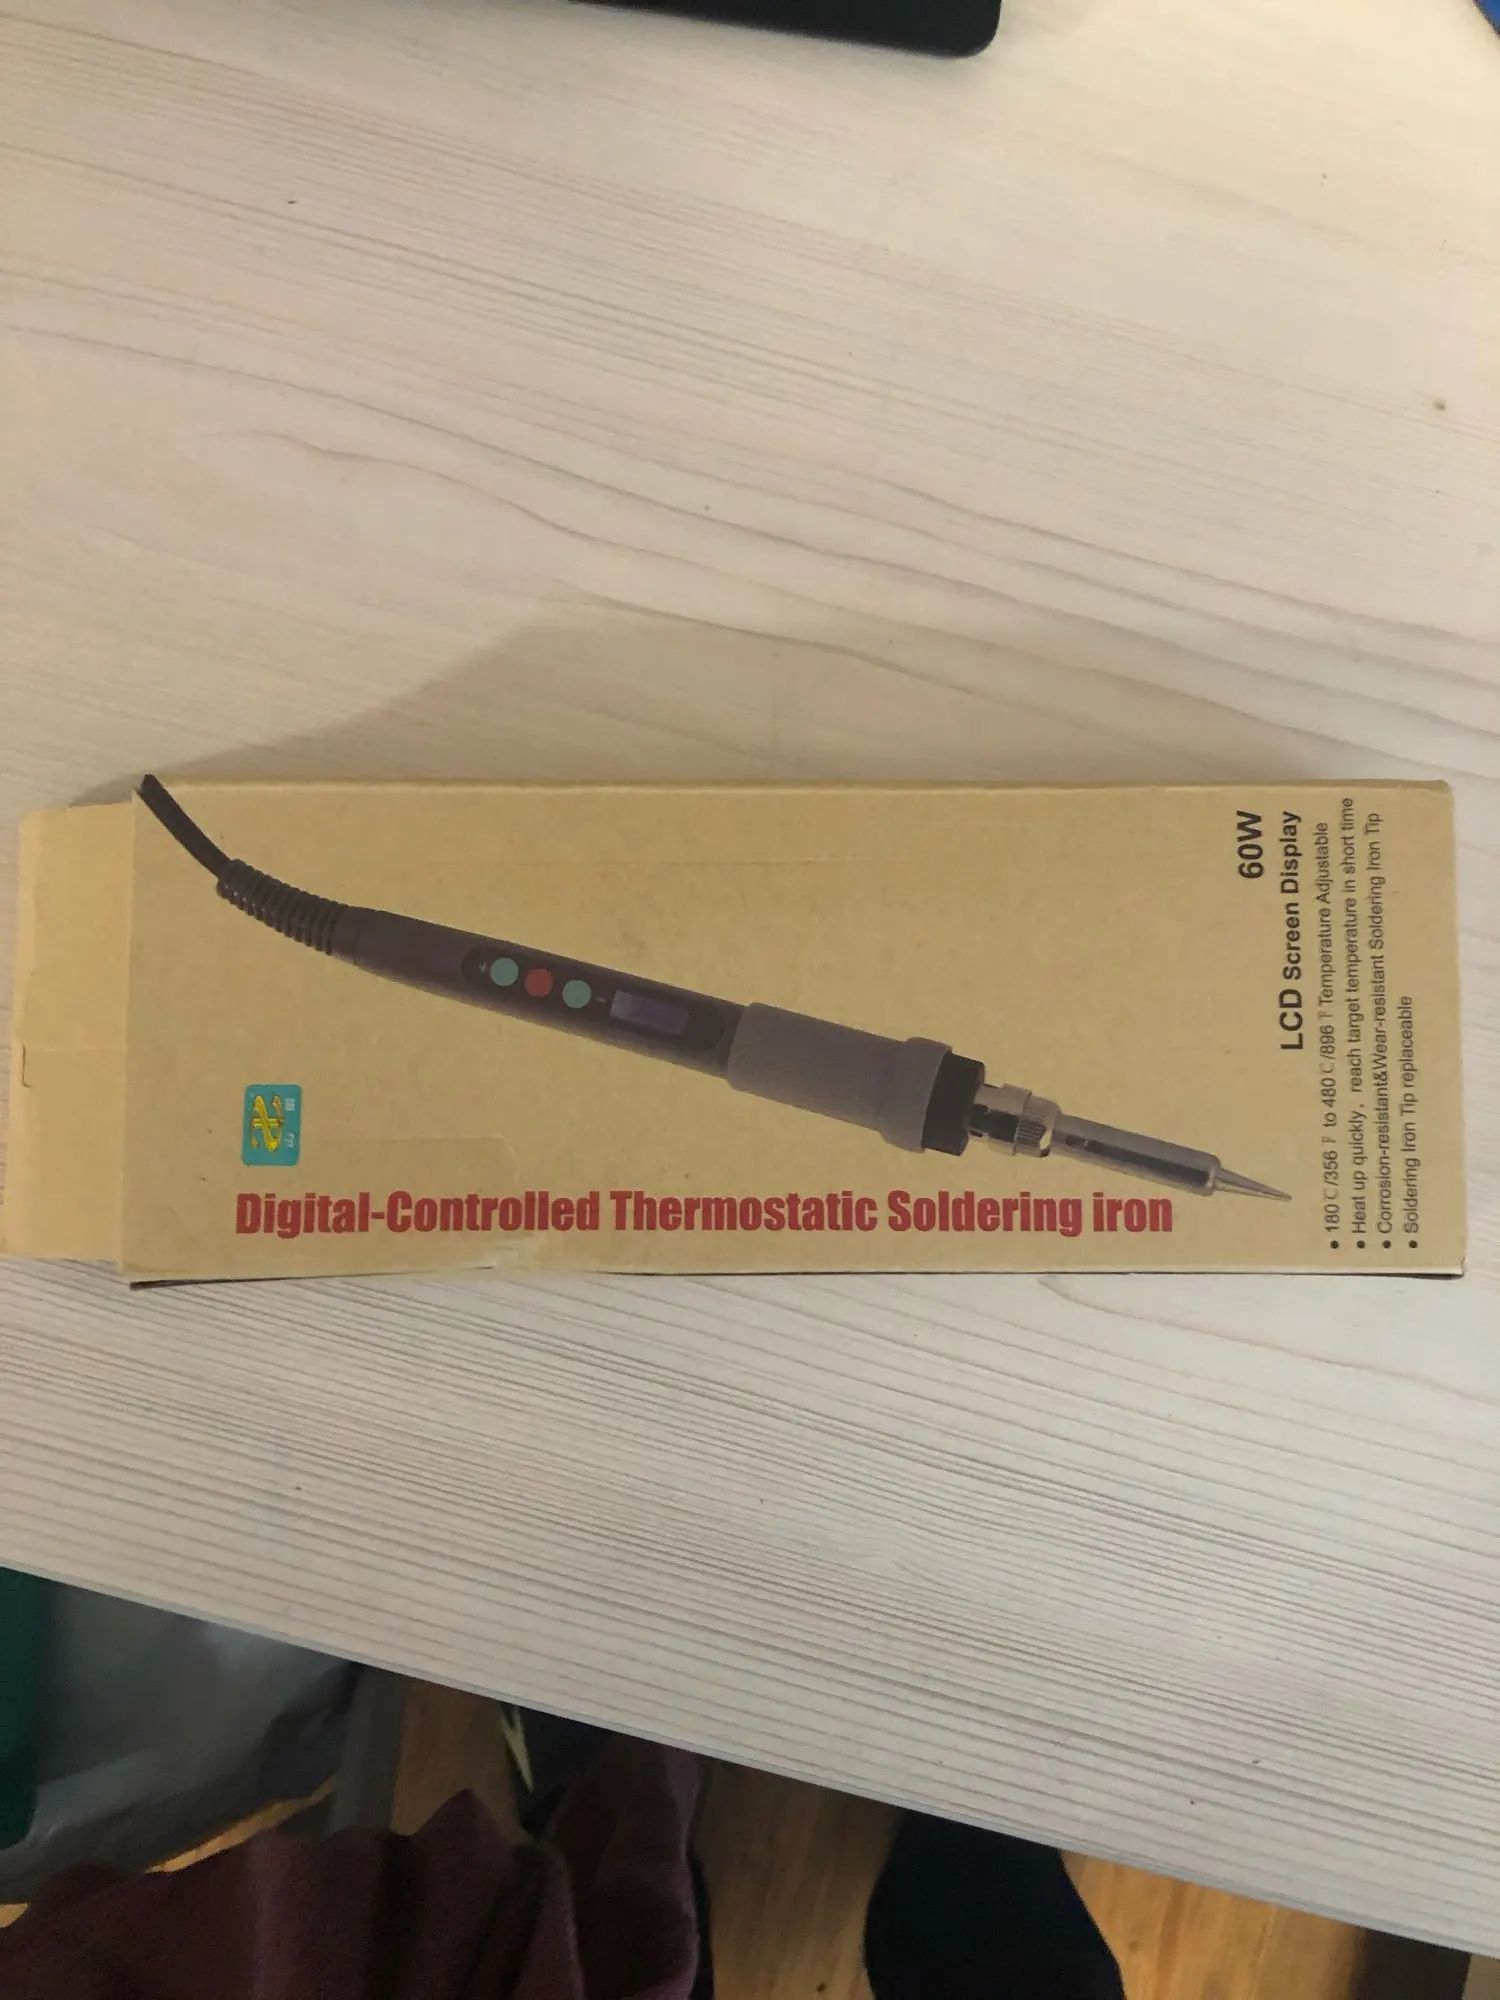 Digital-Controlled Thermostatic Soldering iron
60W
LCD Screen Display
• 180℃/356℉ to 480℃/896℉ Temperature Adjustable
• Heat up quickly, reach target temperature in short time
• Corrosion-resistant&Wear-resistant Soldering Iron Tip
• Soldering Iron Tip replaceable
+
-